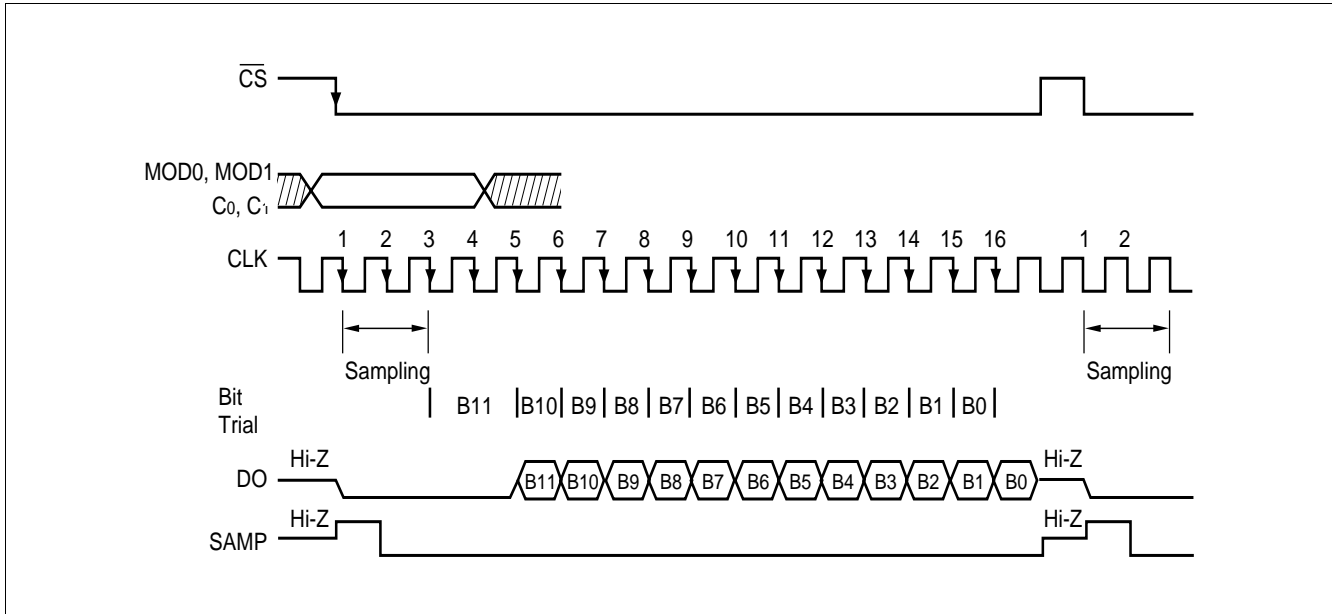 CS
MOD0, MOD1
C0, C1
1 2 3 4 5 6 7 8 9 10 11 12 13 14 15 16 1 2
CLK
Sampling Sampling
Bit Trial B11 B10 B9 B8 B7 B6 B5 B4 B3 B2 B1 B0
Hi-Z Hi-Z
DO B11 B10 B9 B8 B7 B6 B5 B4 B3 B2 B1 B0
Hi-Z Hi-Z
SAMP